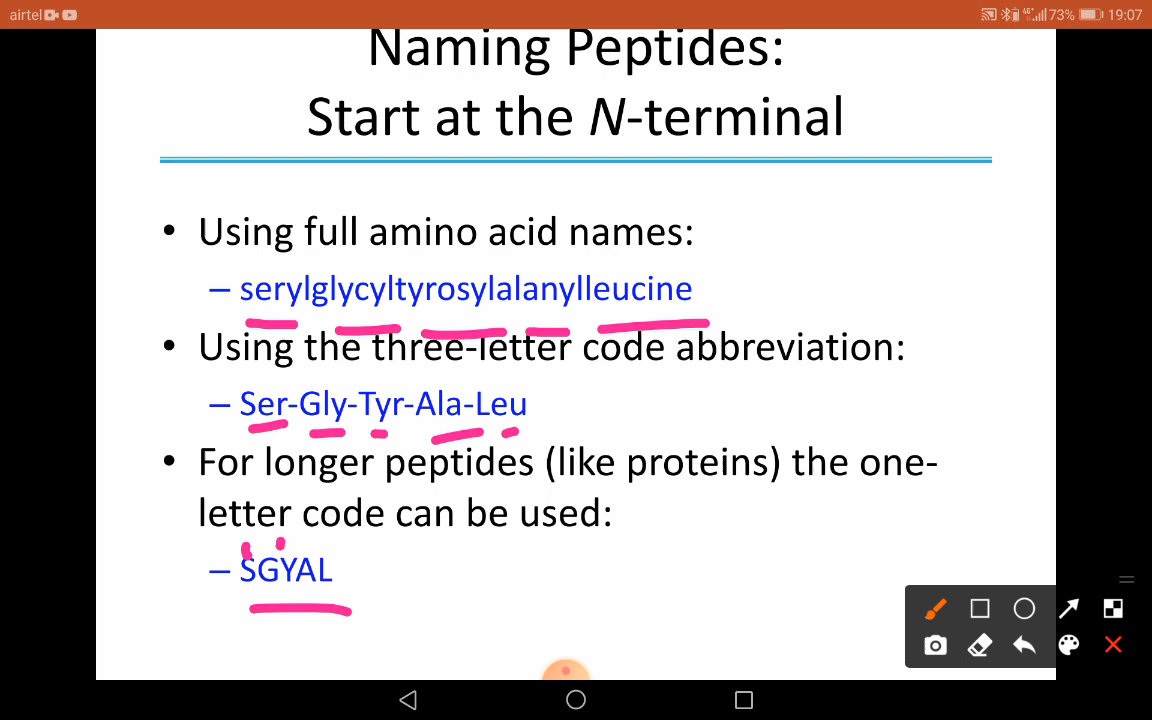 airtel 4G 73% 19:07
Naming Peptides:
Start at the N-terminal
• Using full amino acid names:
– serylglycyltyrosylalanylleucine
• Using the three-letter code abbreviation:
– Ser-Gly-Tyr-Ala-Leu
• For longer peptides (like proteins) the one-
letter code can be used:
– SGYAL